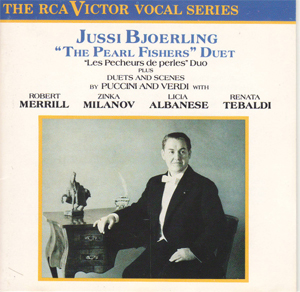 THE RCA VICTOR VOCAL SERIES
JUSSI BJOERLING
"THE PEARL FISHERS" DUET
"Les Pecheurs de perles" Duo
PLUS
DUETS AND SCENES
BY PUCCINI AND VERDI WITH
ROBERT MERRILL
ZINKA MILANOV
LICIA ALBANESE
RENATA TEBALDI